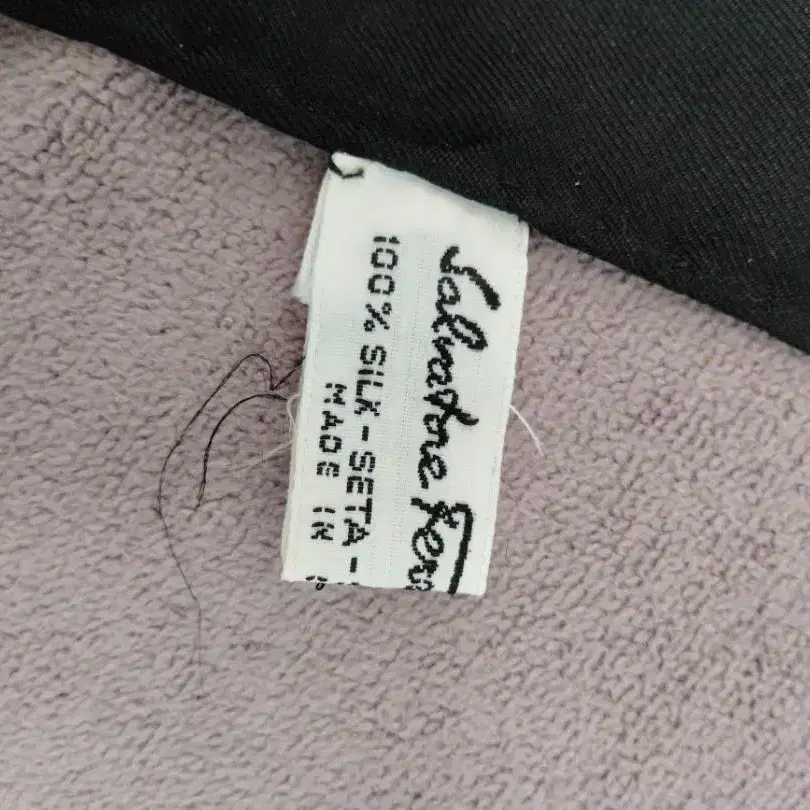 Salvatore Fer
100% SILK-SETA-
MADE IN